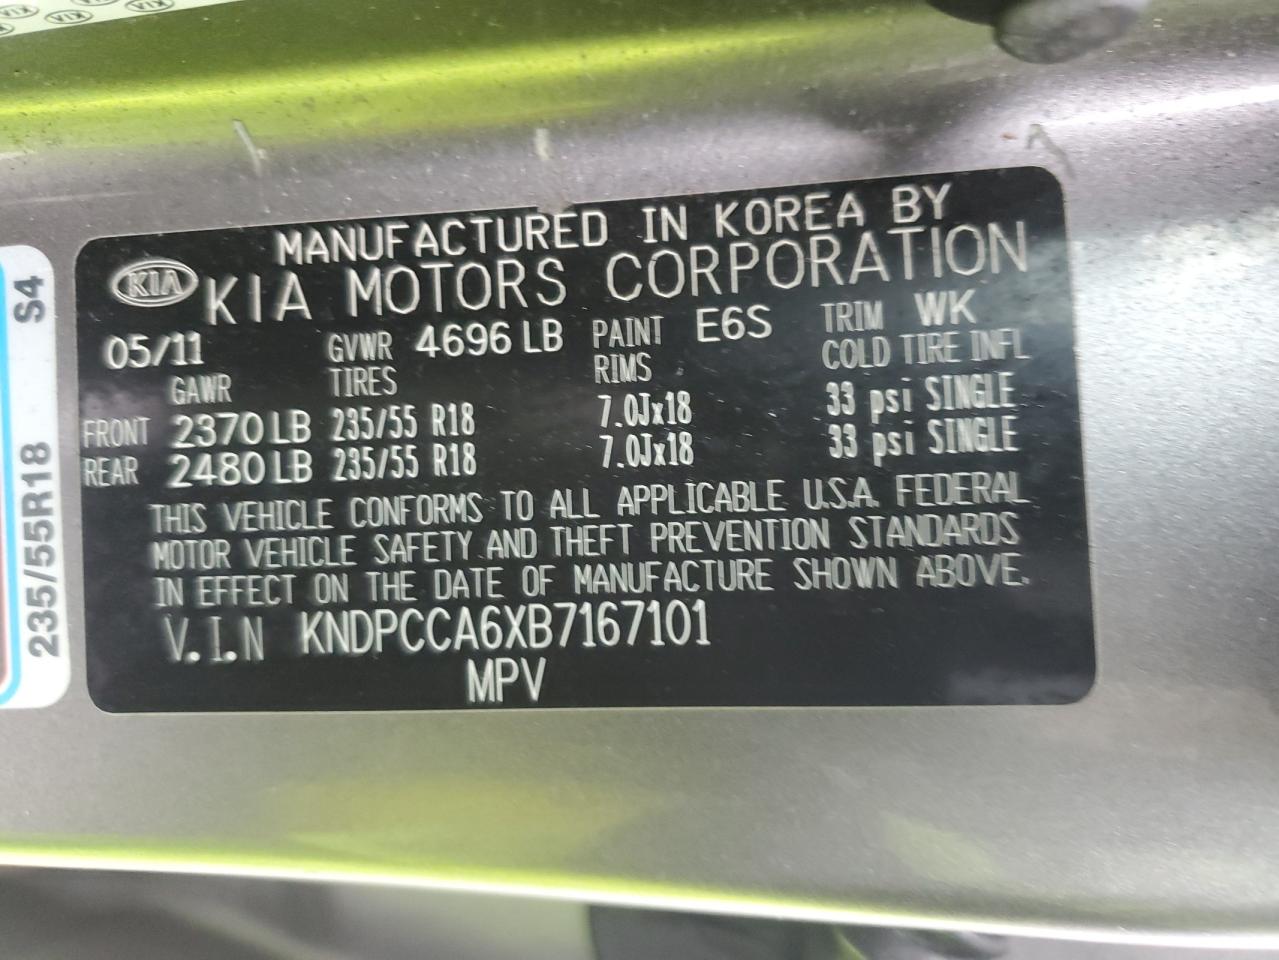 KIA KIA KIA
MANUFACTURED IN KOREA BY
KIA KIA MOTORS CORPORATION
05/11 GVWR 4696 LB PAINT E6S TRIM WK
GAWR TIRES RIMS COLD TIRE INFL
FRONT 2370 LB 235/55 R18 7.0Jx18 33 psi SINGLE
REAR 2480 LB 235/55 R18 7.0Jx18 33 psi SINGLE
THIS VEHICLE CONFORMS TO ALL APPLICABLE U.S.A. FEDERAL
MOTOR VEHICLE SAFETY AND THEFT PREVENTION STANDARDS
IN EFFECT ON THE DATE OF MANUFACTURE SHOWN ABOVE.
V.I.N KNDPCCA6XB7167101
MPV
235/55R18 S4